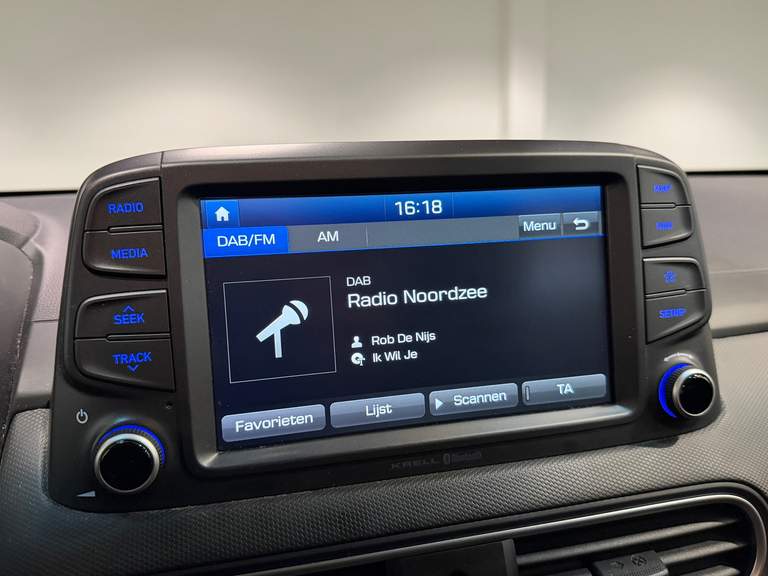 16:18
DAB/FM
AM
Menu
DAB
Radio Noordzee
Rob De Nijs
Ik Wil Je
Favorieten
Lijst
Scannen
TA
RADIO
MEDIA
SEEK
TRACK
SETUP
KRELL Bluetooth